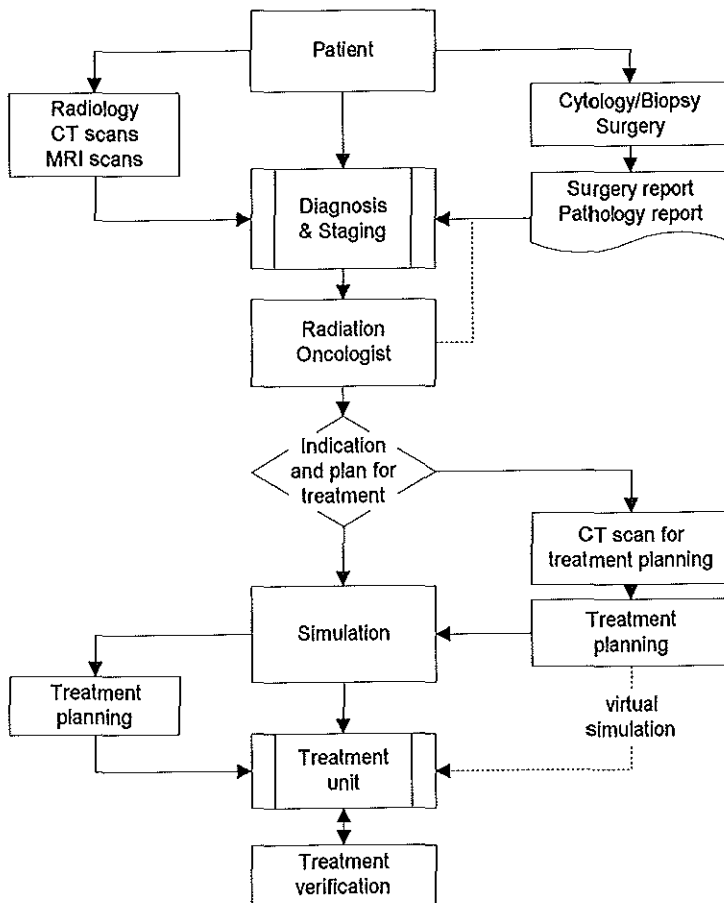 Patient
Radiology
CT scans
MRI scans
Cytology/Biopsy
Surgery
Diagnosis
& Staging
Surgery report
Pathology report
Radiation
Oncologist
Indication
and plan for
treatment
CT scan for
treatment planning
Simulation
Treatment
planning
Treatment
planning
virtual
simulation
Treatment
unit
Treatment
verification